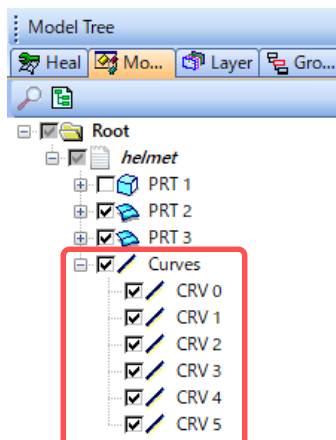 Model Tree
Heal Mo... Layer Gro...
Root
helmet
PRT 1
PRT 2
PRT 3
Curves
CRV 0
CRV 1
CRV 2
CRV 3
CRV 4
CRV 5